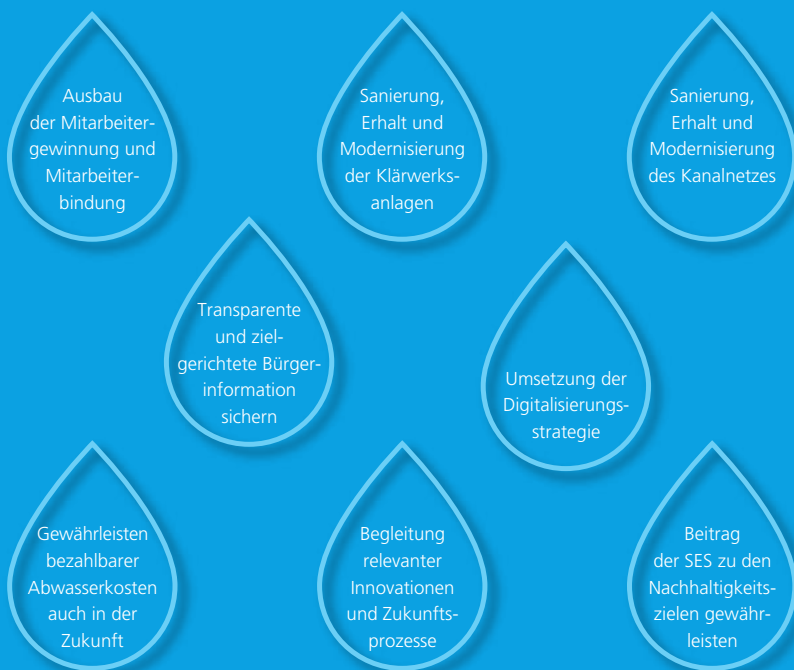 Ausbau
der Mitarbeiter-
gewinnung und
Mitarbeiter-
bindung
Sanierung,
Erhalt und
Modernisierung
der Klärwerks-
anlagen
Sanierung,
Erhalt und
Modernisierung
des Kanalnetzes
Transparente
und ziel-
gerichtete Bürger-
information
sichern
Umsetzung der
Digitalisierungs-
strategie
Gewährleisten
bezahlbarer
Abwasserkosten
auch in der
Zukunft
Begleitung
relevanter
Innovationen
und Zukunfts-
prozesse
Beitrag
der SES zu den
Nachhaltigkeits-
zielen gewähr-
leisten